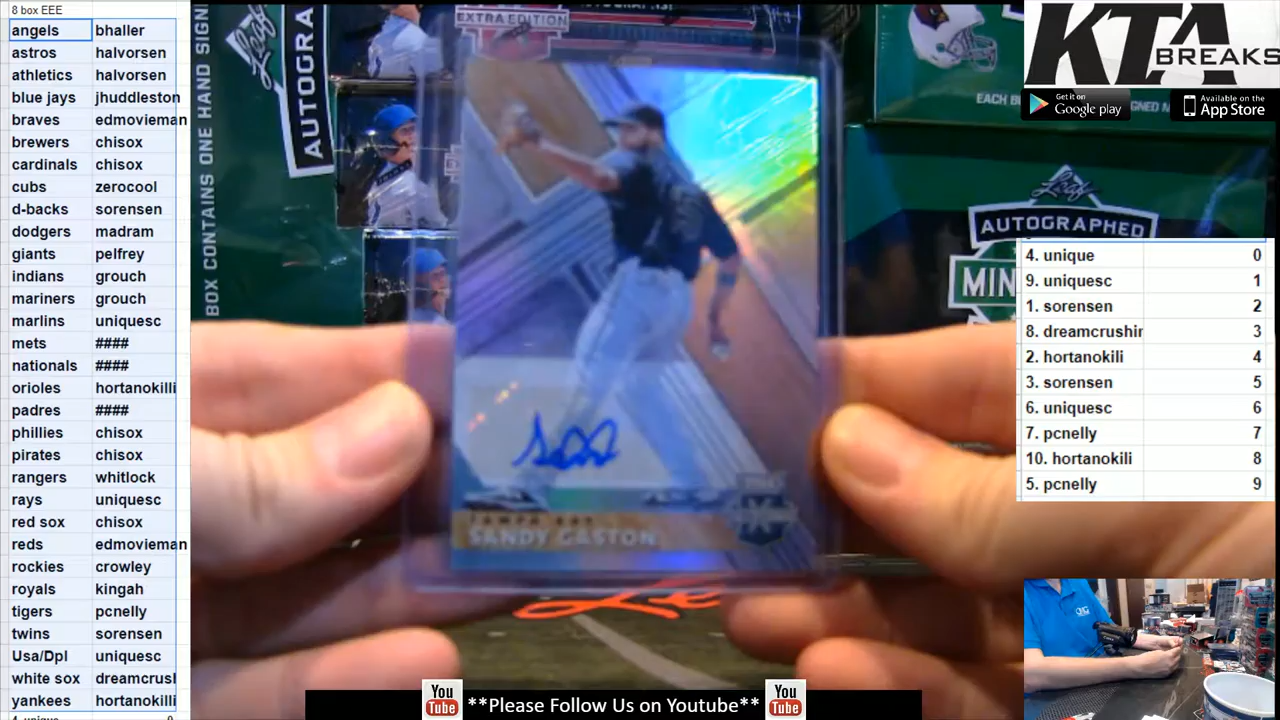 8 box EEE
angels bhaller
astros halvorsen
athletics halvorsen
blue jays jhuddleston
braves edmovieman
brewers chisox
cardinals chisox
cubs zerocool
d-backs sorensen
dodgers madram
giants pelfrey
indians grouch
mariners grouch
marlins uniquesc
mets ####
nationals ####
orioles hortanokilli
padres ####
phillies chisox
pirates chisox
rangers whitlock
rays uniquesc
red sox chisox
reds edmovieman
rockies crowley
royals kingah
tigers pcnelly
twins sorensen
Usa/Dpl uniquesc
white sox dreamcrusl
yankees hortanokilli
BOX CONTAINS ONE HAND SIGN
Leaf
AUTOGRA
EXTRA EDITION
TAMPA BAY
SANDY GASTON
EACH B
Leaf
AUTOGRAPHED
MIN
KTA
BREAKS
Get it on
Google play
Available on the
App Store
4. unique 0
9. uniquesc 1
1. sorensen 2
8. dreamcrushir 3
2. hortanokili 4
3. sorensen 5
6. uniquesc 6
7. pcnelly 7
10. hortanokili 8
5. pcnelly 9
You Tube **Please Follow Us on Youtube** You Tube